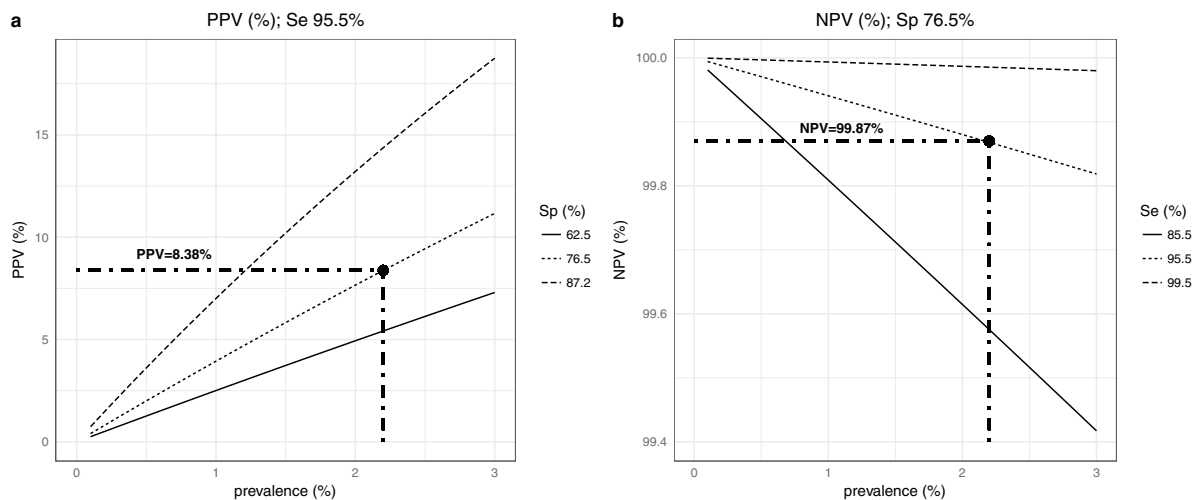 a
PPV (%); Se 95.5%
PPV (%)
15
10
5
0
PPV=8.38%
0 1 2 3
prevalence (%)
Sp (%)
62.5
76.5
87.2
b
NPV (%); Sp 76.5%
NPV (%)
100.0
99.8
99.6
99.4
NPV=99.87%
0 1 2 3
prevalence (%)
Se (%)
85.5
95.5
99.5